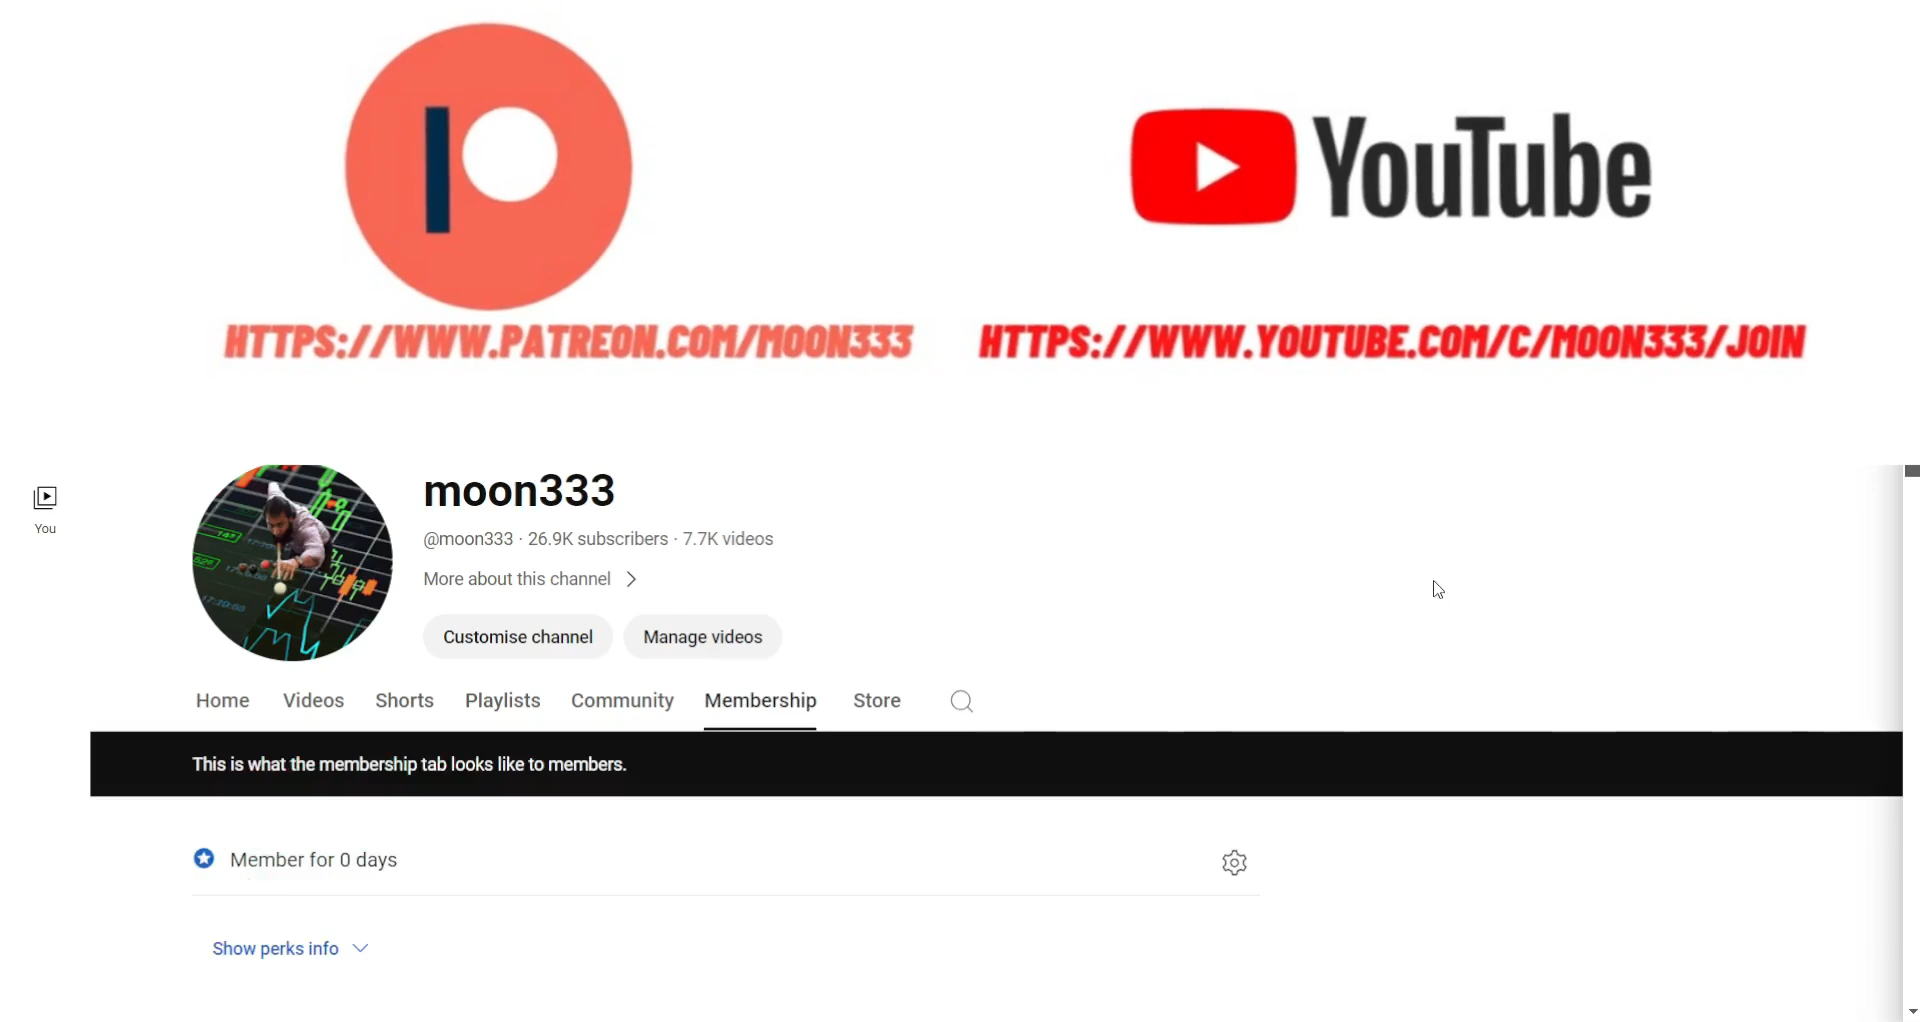 YouTube
HTTPS://WWW.PATREON.COM/MOON333
HTTPS://WWW.YOUTUBE.COM/C/MOON333/JOIN
You
moon333
@moon333 · 26.9K subscribers · 7.7K videos
More about this channel
Customise channel
Manage videos
Home
Videos
Shorts
Playlists
Community
Membership
Store
This is what the membership tab looks like to members.
Member for 0 days
Show perks info